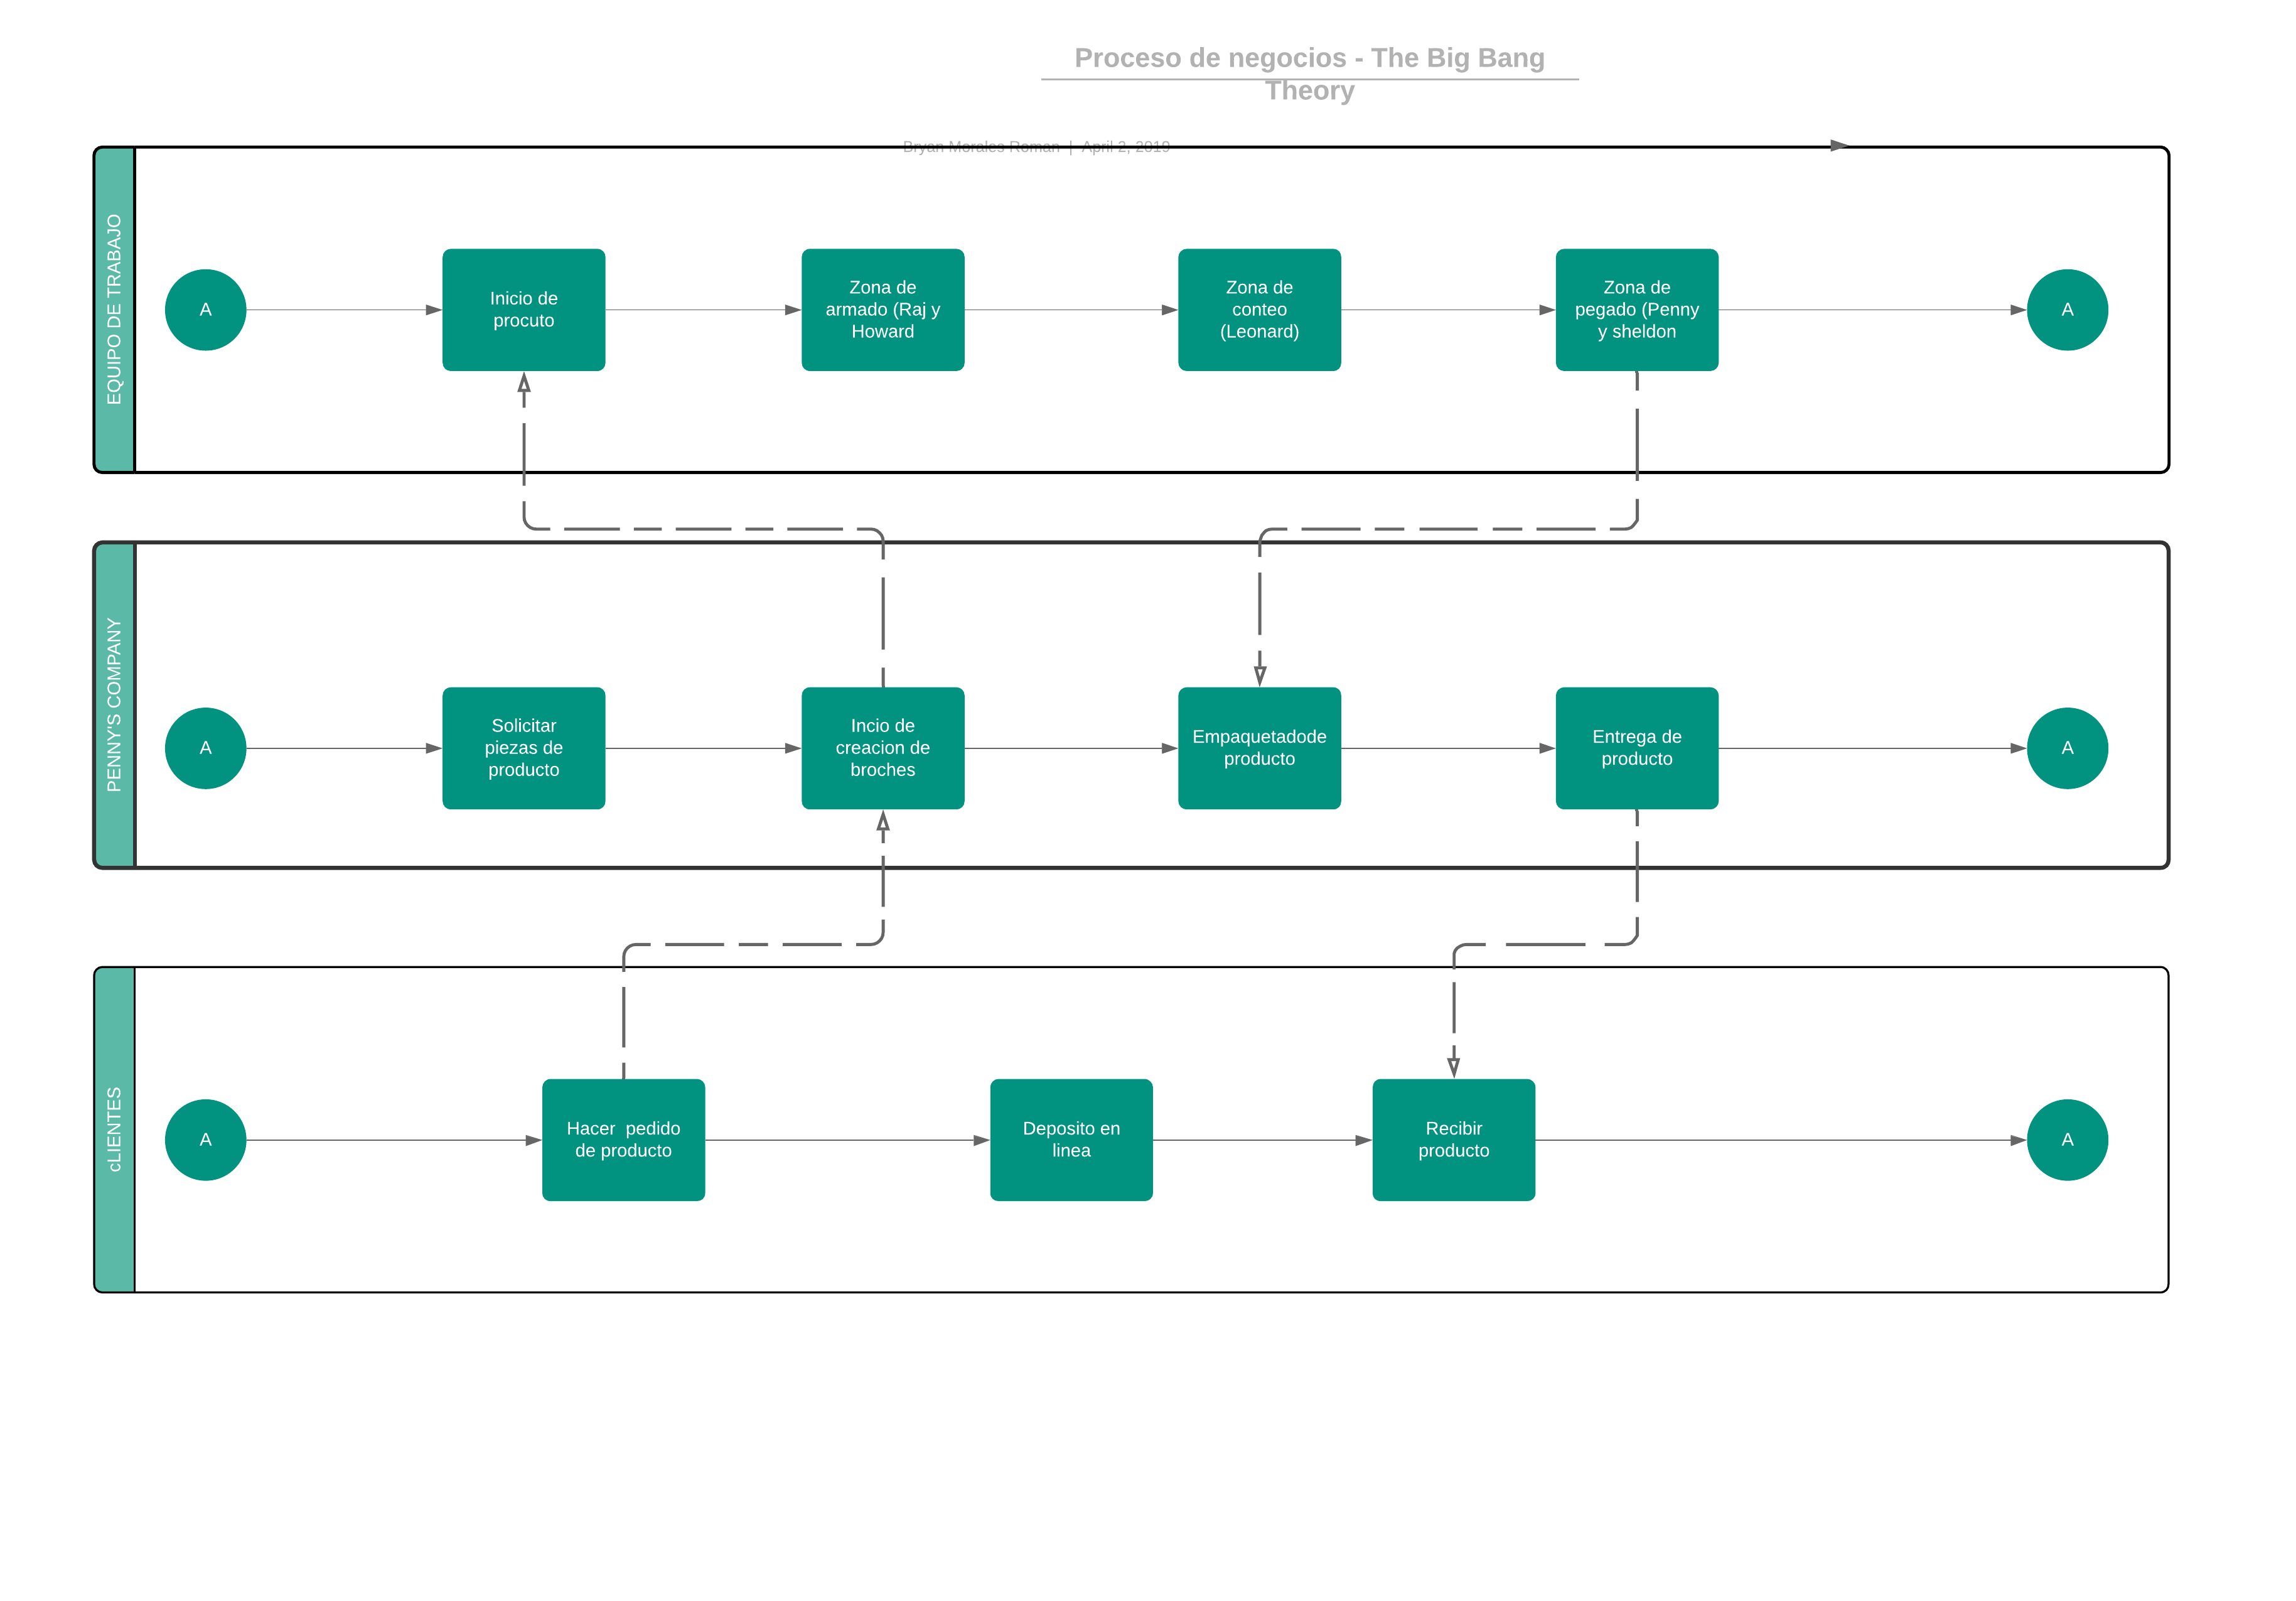 Proceso de negocios - The Big Bang
Theory
Bryan Morales Roman | April 2, 2019
EQUIPO DE TRABAJO
A
Inicio de
procuto
Zona de
armado (Raj y
Howard
Zona de
conteo
(Leonard)
Zona de
pegado (Penny
y sheldon
A
PENNY'S COMPANY
A
Solicitar
piezas de
producto
Incio de
creacion de
broches
Empaquetadode
producto
Entrega de
producto
A
cLIENTES
A
Hacer  pedido
de producto
Deposito en
linea
Recibir
producto
A